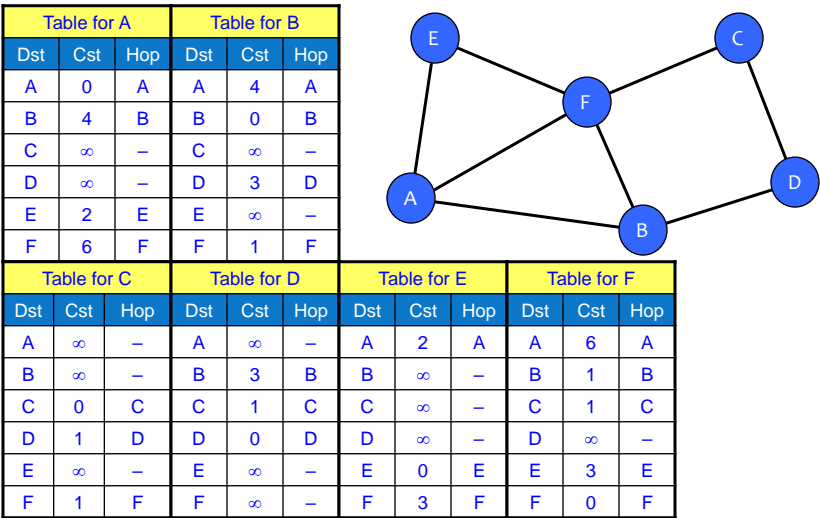 Table for A Table for B
Dst Cst Hop Dst Cst Hop
A 0 A A 4 A
B 4 B B 0 B
C ∞ – C ∞ –
D ∞ – D 3 D
E 2 E E ∞ –
F 6 F F 1 F
E
C
F
A
D
B
Table for C Table for D Table for E Table for F
Dst Cst Hop Dst Cst Hop Dst Cst Hop Dst Cst Hop
A ∞ – A ∞ – A 2 A A 6 A
B ∞ – B 3 B B ∞ – B 1 B
C 0 C C 1 C C ∞ – C 1 C
D 1 D D 0 D D ∞ – D ∞ –
E ∞ – E ∞ – E 0 E E 3 E
F 1 F F ∞ – F 3 F F 0 F